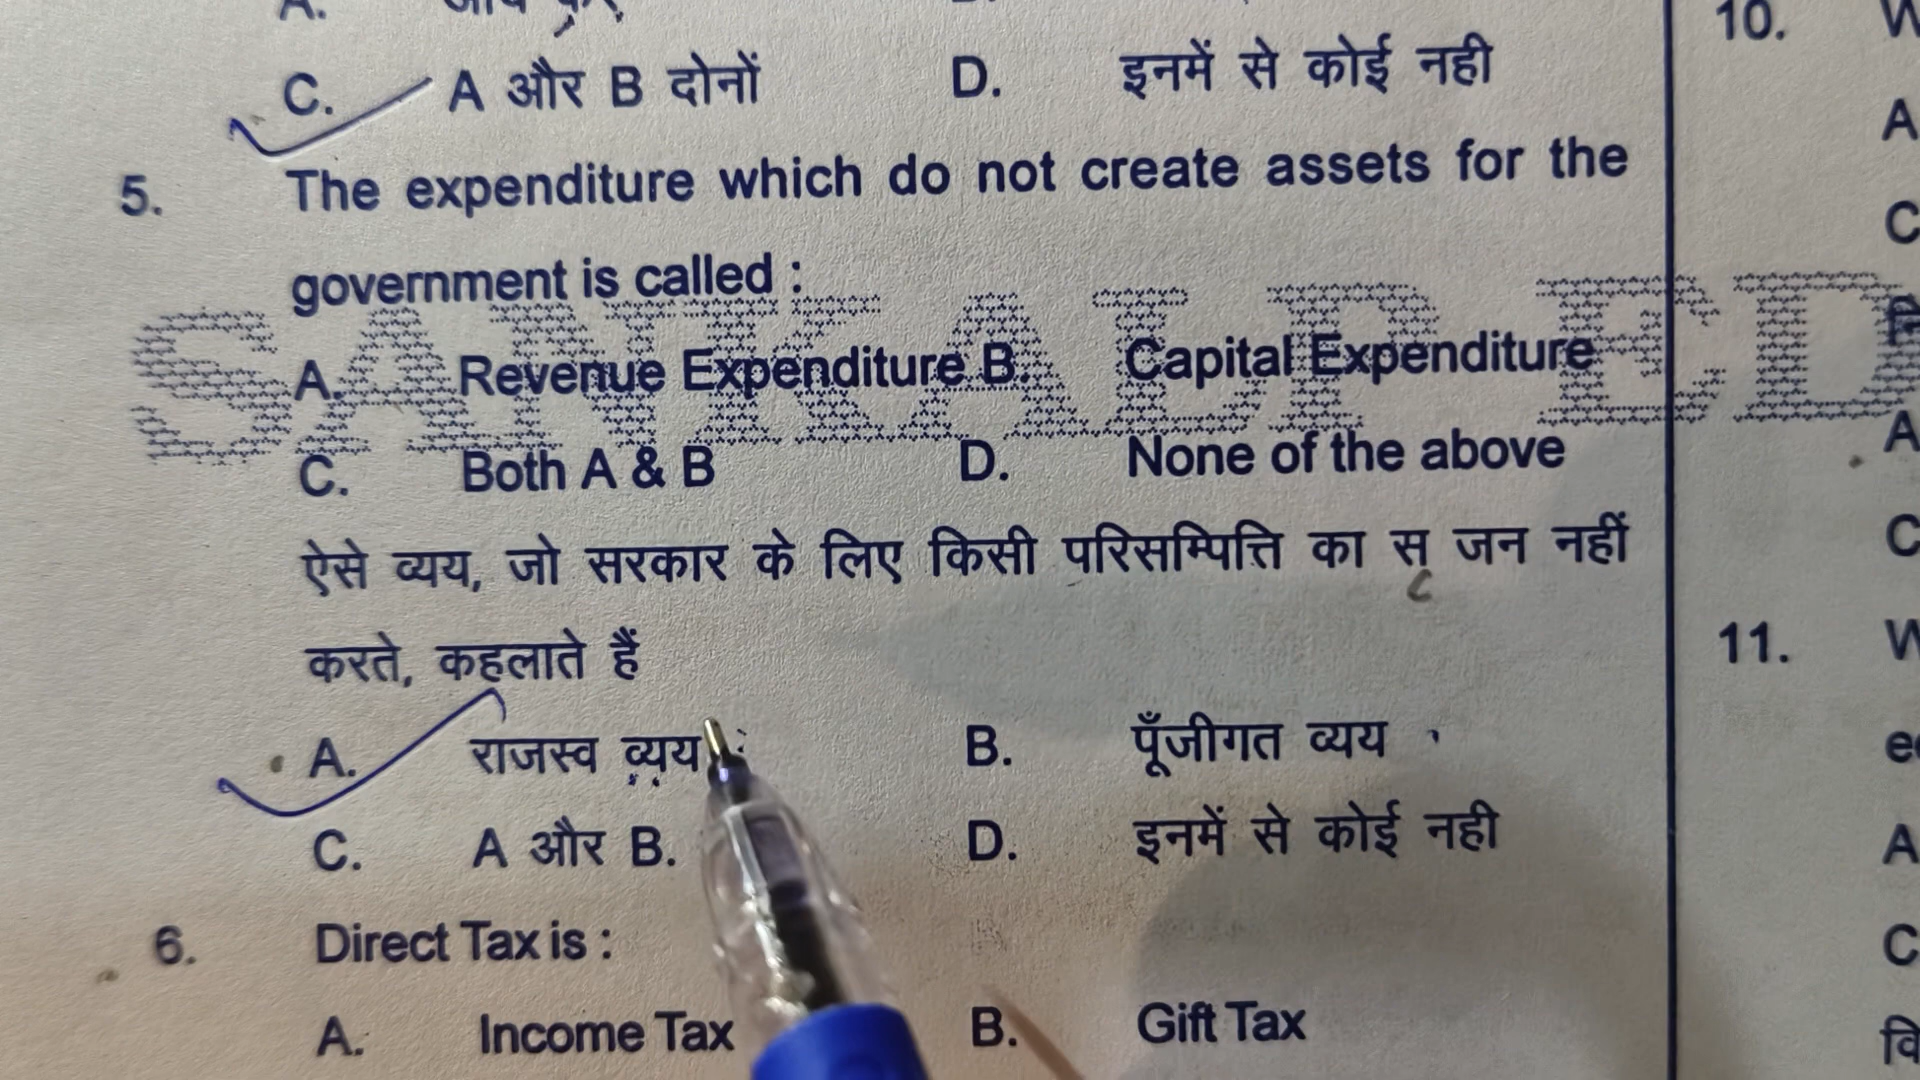 A.
C. A और B दोनों D. इनमें से कोई नही
5. The expenditure which do not create assets for the
government is called :
SANKALP ED
A. Revenue Expenditure B. Capital Expenditure
C. Both A & B D. None of the above
ऐसे व्यय, जो सरकार के लिए किसी परिसम्पित्ति का सृ जन नहीं
करते, कहलाते हैं
A. राजस्व व्यय B. पूँजीगत व्यय
C. A और B. D. इनमें से कोई नही
6. Direct Tax is :
A. Income Tax B. Gift Tax
10. W
A
C
A
C
11. W
A
C
वि